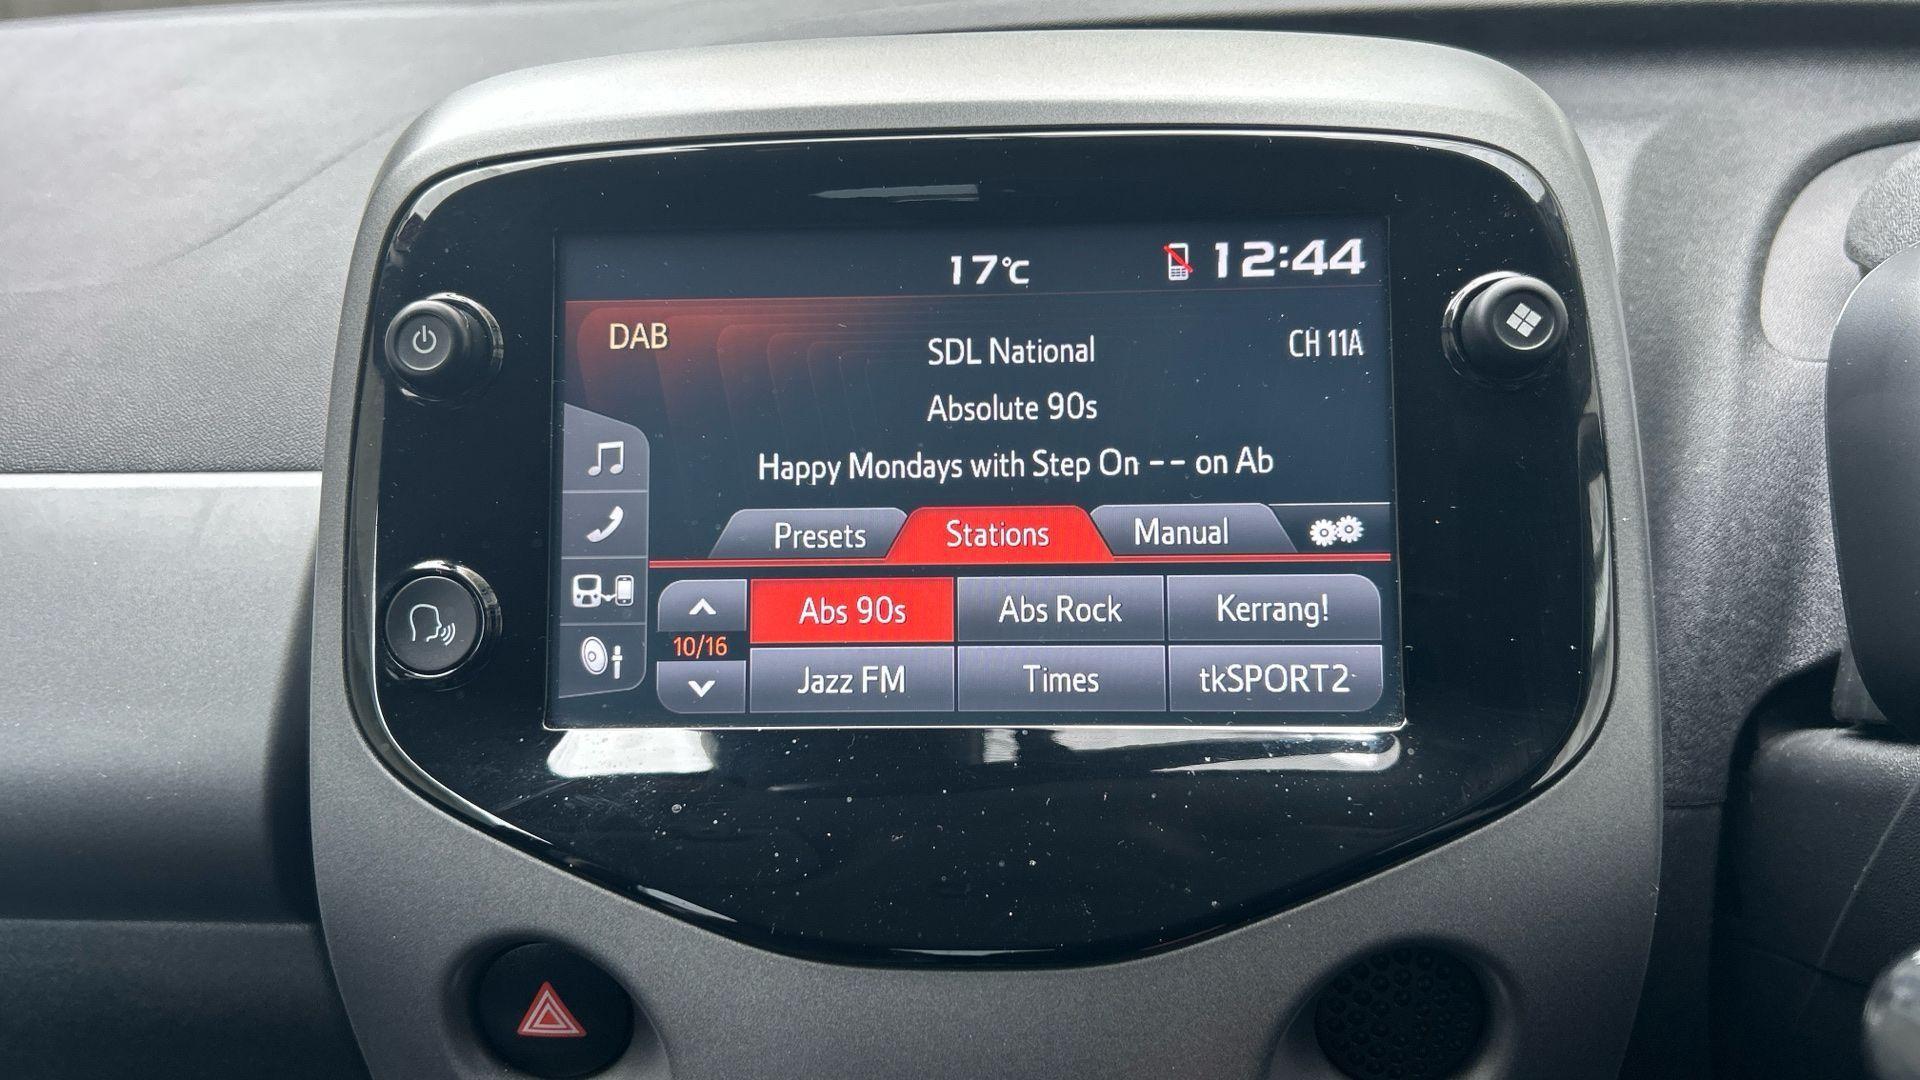 17°C 12:44
DAB SDL National CH 11A
Absolute 90s
Happy Mondays with Step On -- on Ab
Presets Stations Manual
Abs 90s Abs Rock Kerrang!
10/16
Jazz FM Times tkSPORT2